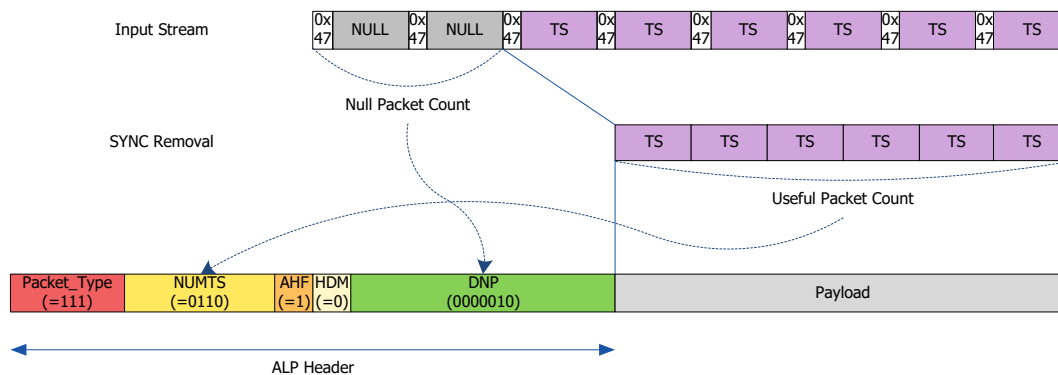 Input Stream
0x
47
NULL
0x
47
NULL
0x
47
TS
0x
47
TS
0x
47
TS
0x
47
TS
0x
47
TS
0x
47
TS
Null Packet Count
SYNC Removal
TS
TS
TS
TS
TS
TS
Useful Packet Count
Packet_Type
(=111)
NUMTS
(=0110)
AHF
(=1)
HDM
(=0)
DNP
(0000010)
Payload
ALP Header